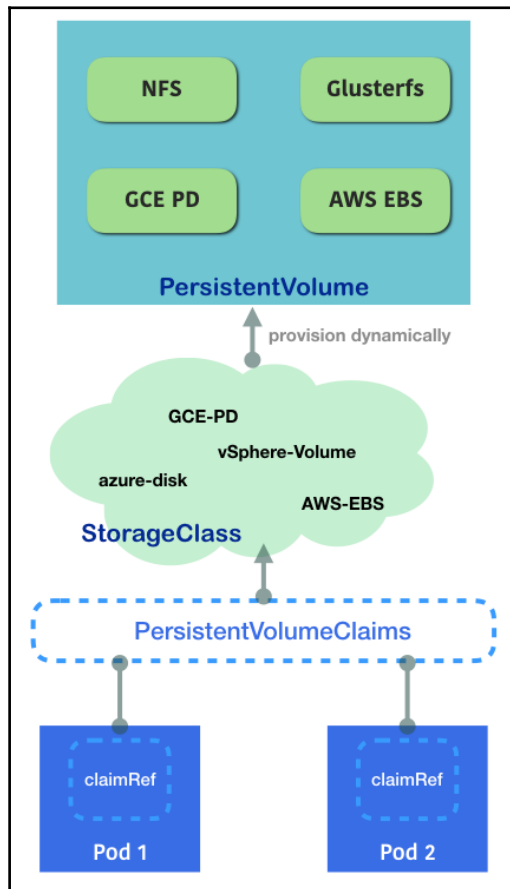 NFS
Glusterfs
GCE PD
AWS EBS
PersistentVolume
provision dynamically
GCE-PD
vSphere-Volume
azure-disk
AWS-EBS
StorageClass
PersistentVolumeClaims
claimRef
claimRef
Pod 1
Pod 2